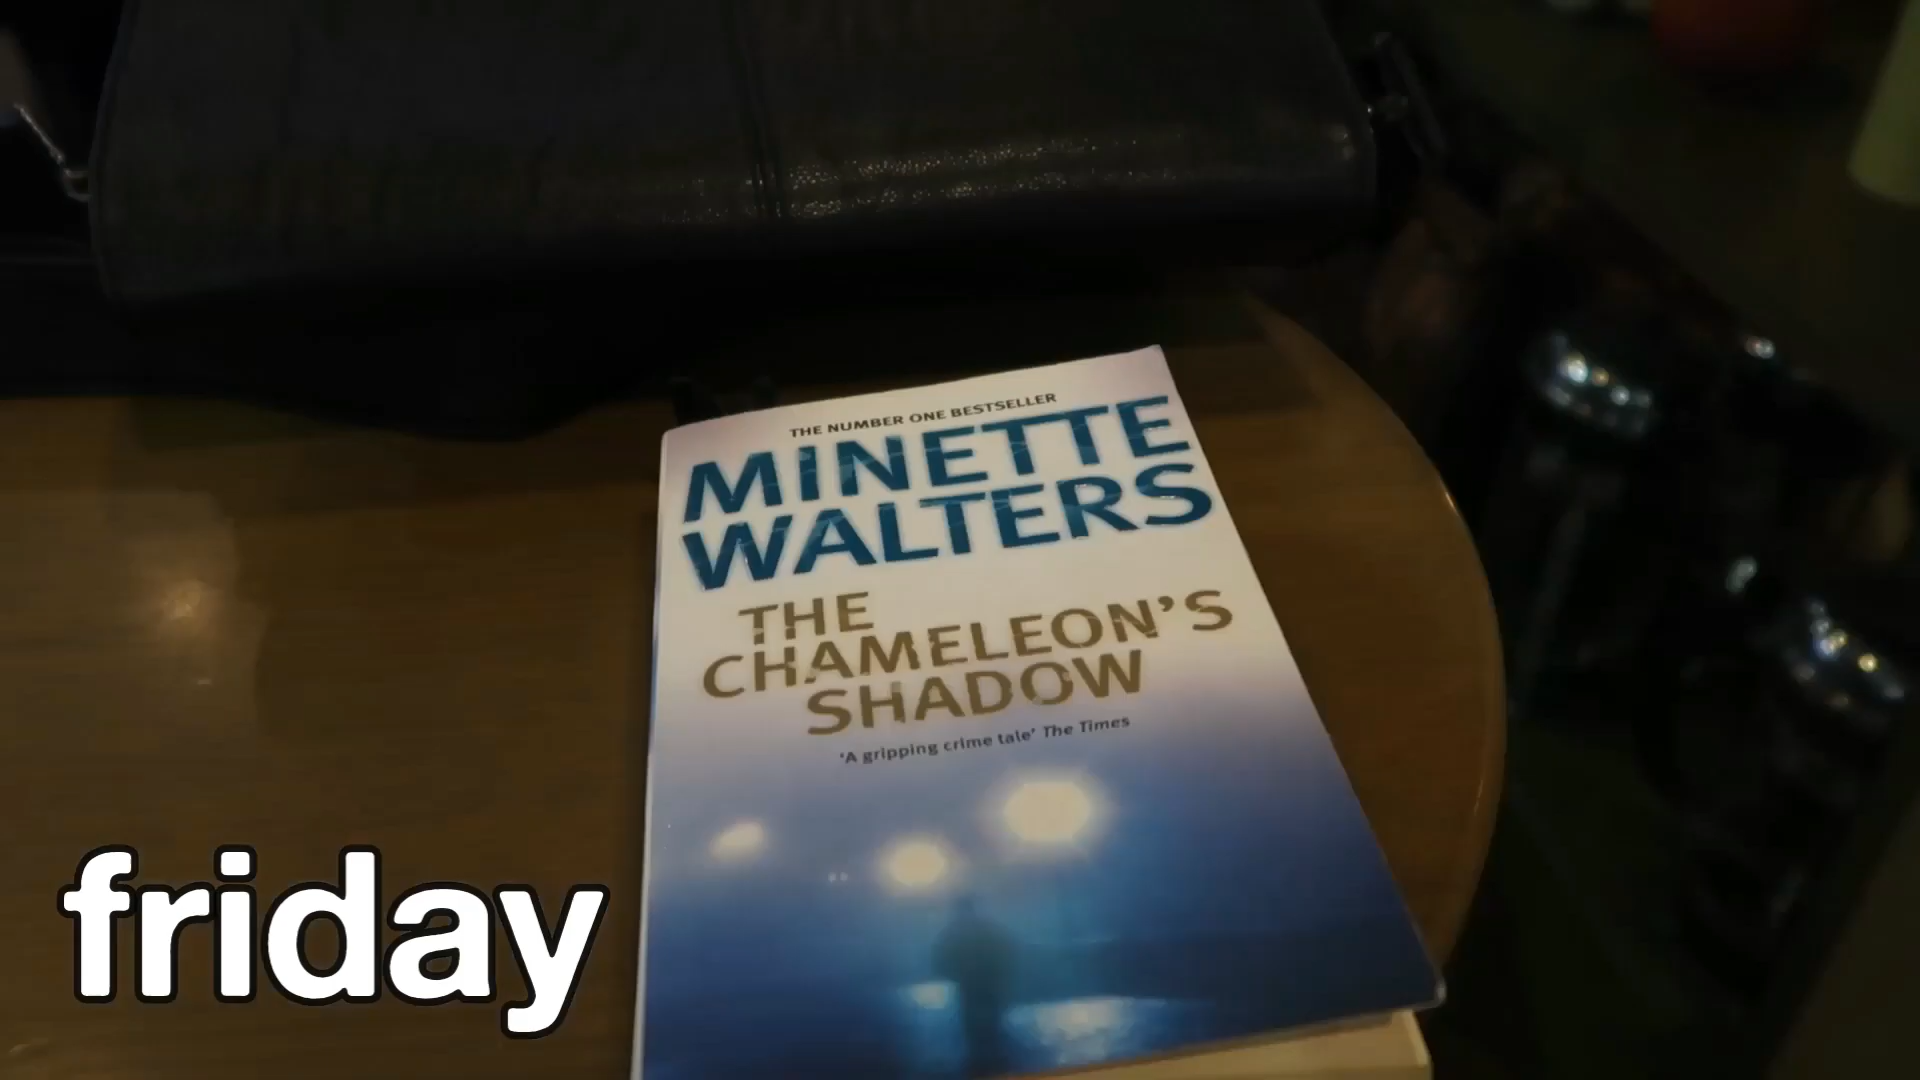 THE NUMBER ONE BESTSELLER
MINETTE
WALTERS
THE
CHAMELEON'S
SHADOW
'A gripping crime tale' The Times
friday